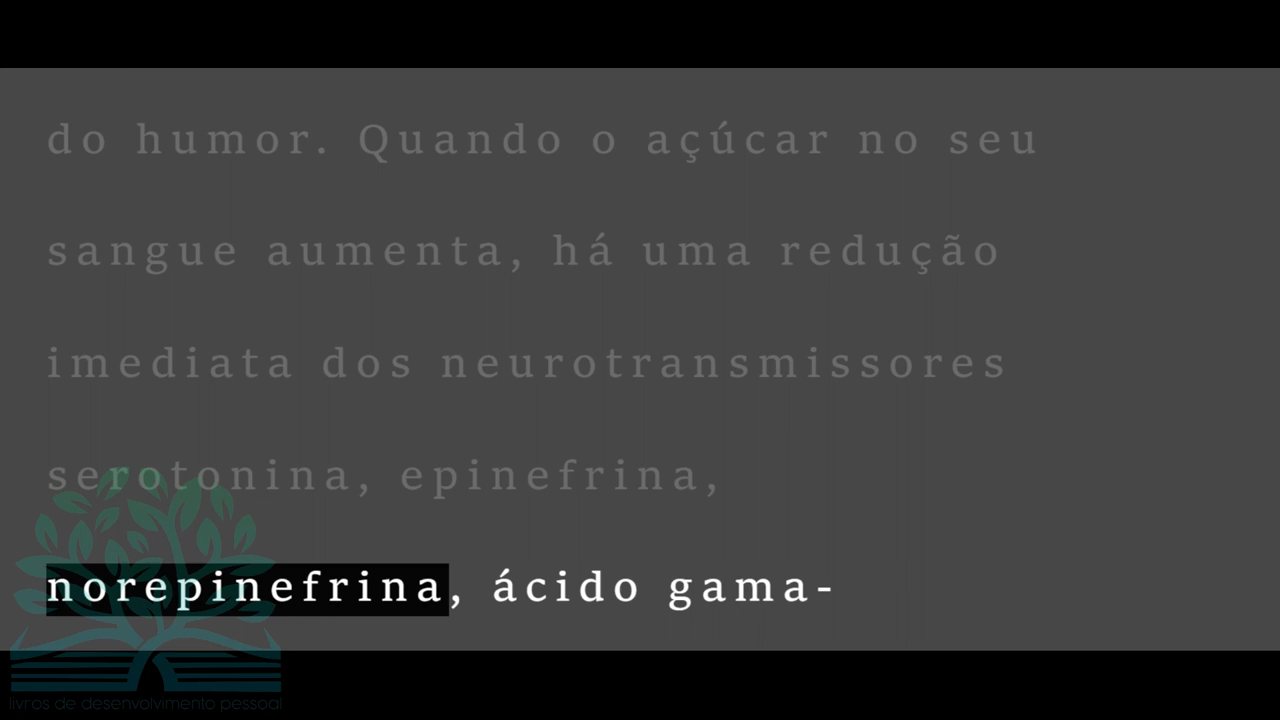 do humor. Quando o açúcar no seu
sangue aumenta, há uma redução
imediata dos neurotransmissores
serotonina, epinefrina,
norepinefrina, ácido gama-
livros de desenvolvimento pessoal